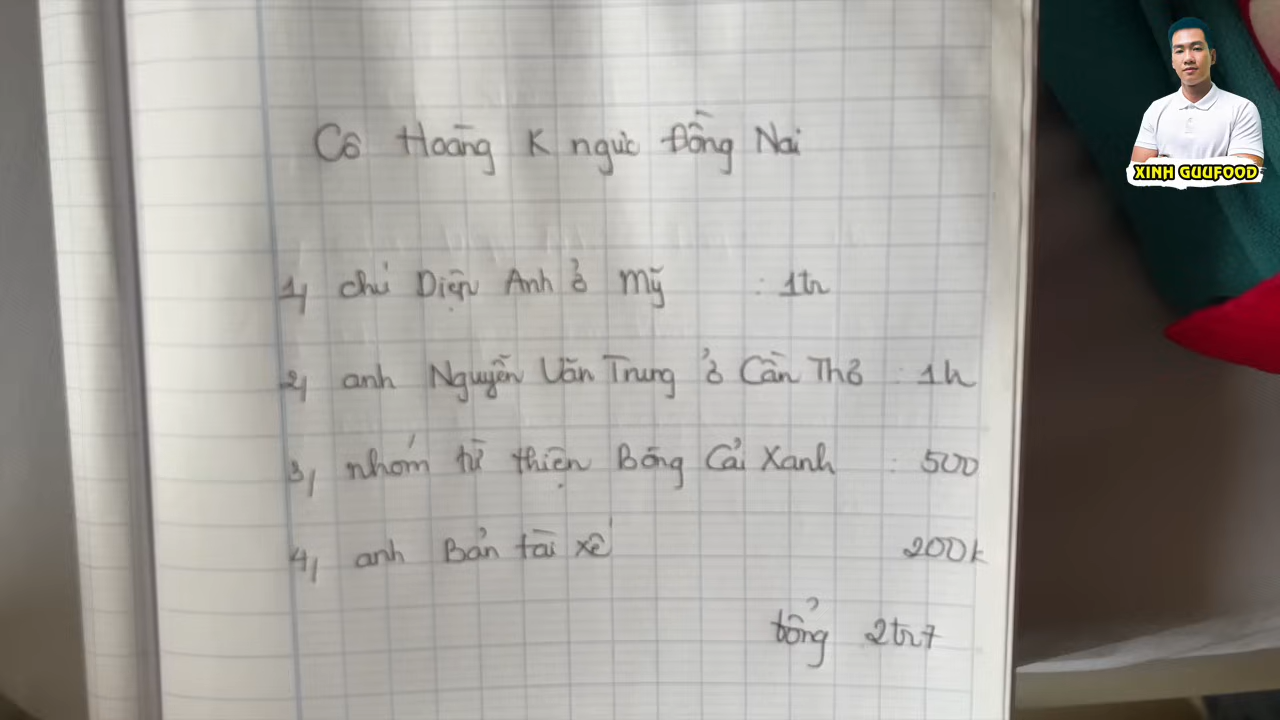 Cô Hoàng K ngực Đồng Nai
XINH GUUFOOD
1, chú Diệu Anh ở Mỹ : 1tr
2, anh Nguyễn Văn Trung ở Cần Thơ : 1tr
3, nhóm từ thiện Bông Cải Xanh : 500
4, anh Bản tài xế 200k
tổng 2tr7